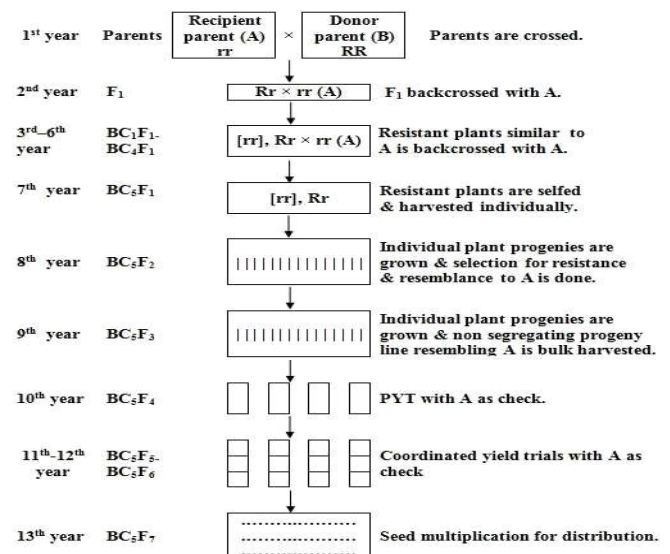 1st year Parents Recipient parent (A) rr × Donor parent (B) RR Parents are crossed.
2nd year F1 Rr × rr (A) F1 backcrossed with A.
3rd–6th year BC1F1- BC4F1 [rr], Rr × rr (A) Resistant plants similar to A is backcrossed with A.
7th year BC5F1 [rr], Rr Resistant plants are selfed & harvested individually.
8th year BC5F2 Individual plant progenies are grown & selection for resistance & resemblance to A is done.
9th year BC5F3 Individual plant progenies are grown & non segregating progeny line resembling A is bulk harvested.
10th year BC5F4 PYT with A as check.
11th-12th year BC5F5- BC5F6 Coordinated yield trials with A as check
13th year BC5F7 Seed multiplication for distribution.